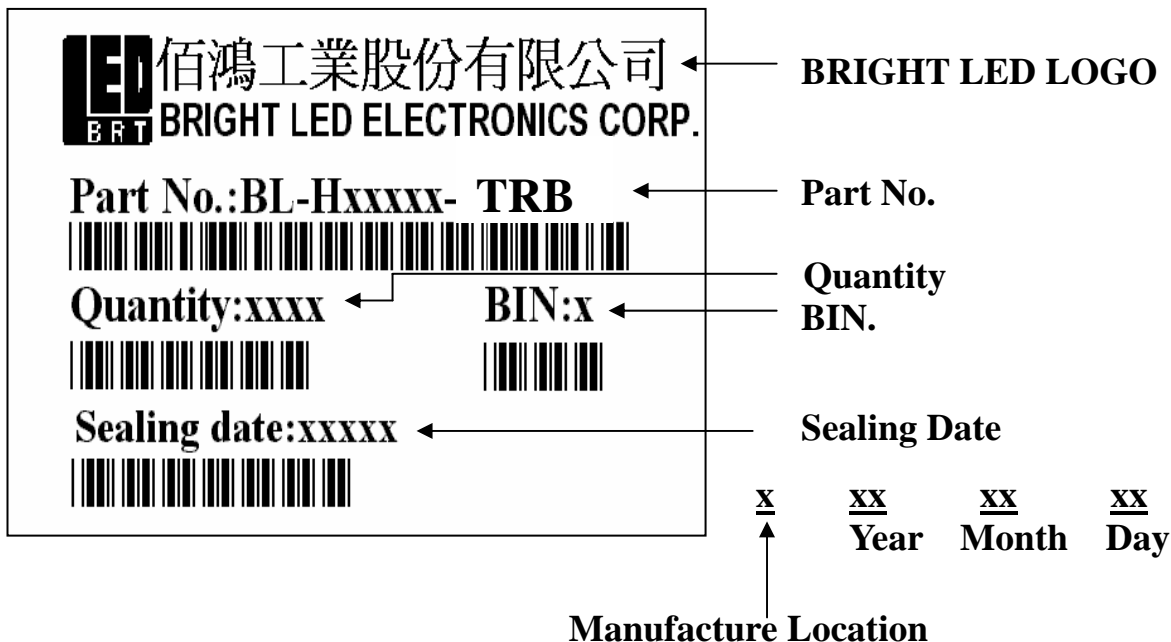 LED 佰鴻工業股份有限公司
BRT BRIGHT LED ELECTRONICS CORP.
BRIGHT LED LOGO
Part No.:BL-Hxxxxx- TRB
Part No.
Quantity:xxxx
BIN:x
Quantity
BIN.
Sealing date:xxxxx
Sealing Date
x xx xx xx
Year Month Day
Manufacture Location